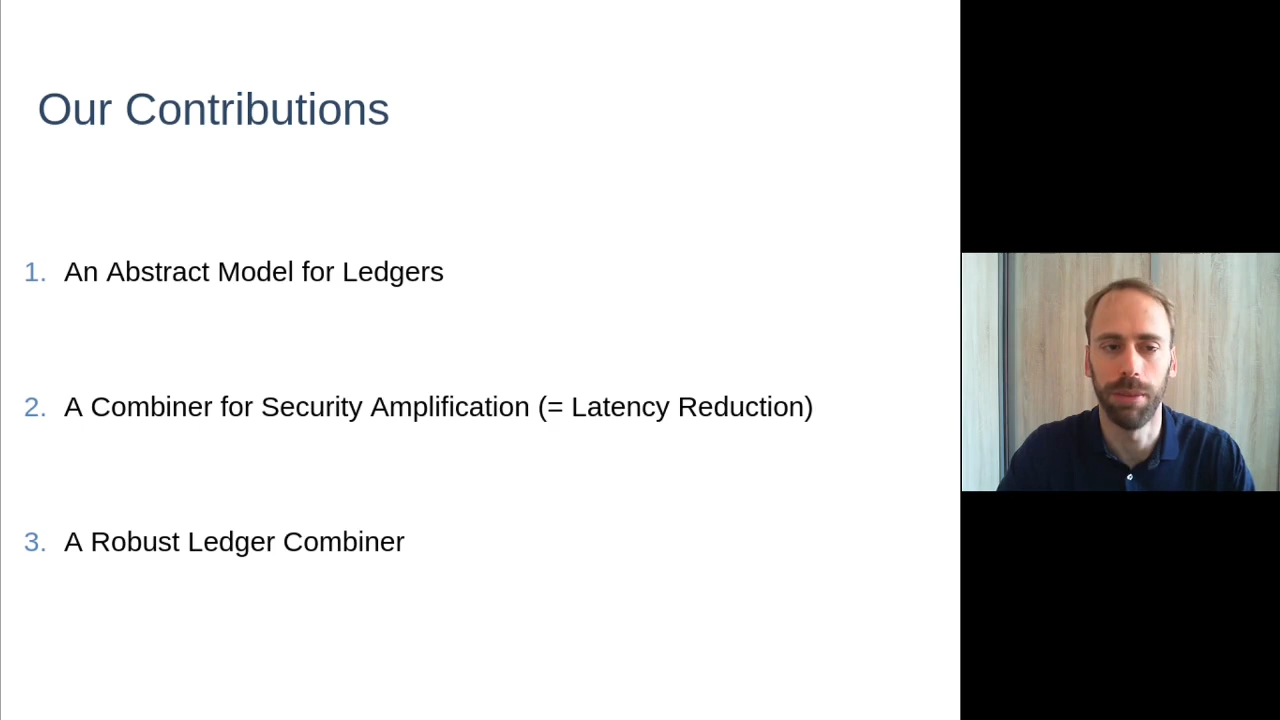 Our Contributions
1. An Abstract Model for Ledgers
2. A Combiner for Security Amplification (= Latency Reduction)
3. A Robust Ledger Combiner